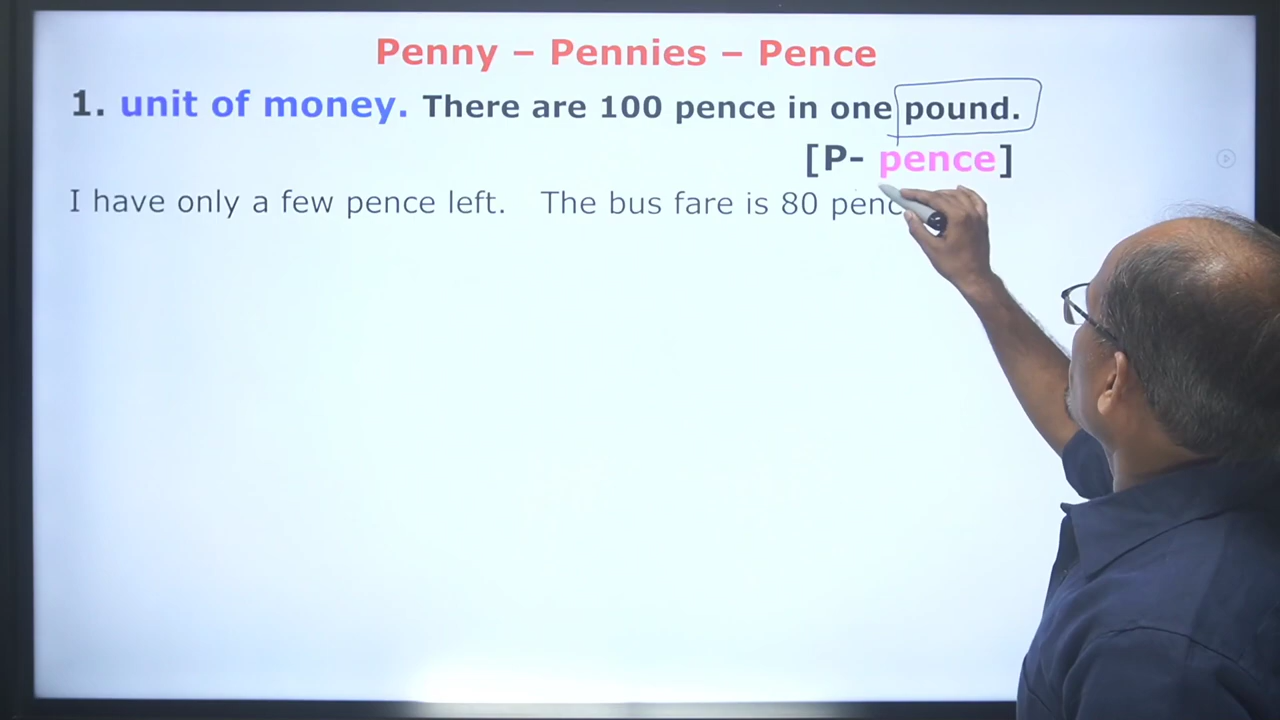 Penny – Pennies – Pence
1. unit of money. There are 100 pence in one pound.
[P- pence]
I have only a few pence left. The bus fare is 80 penc